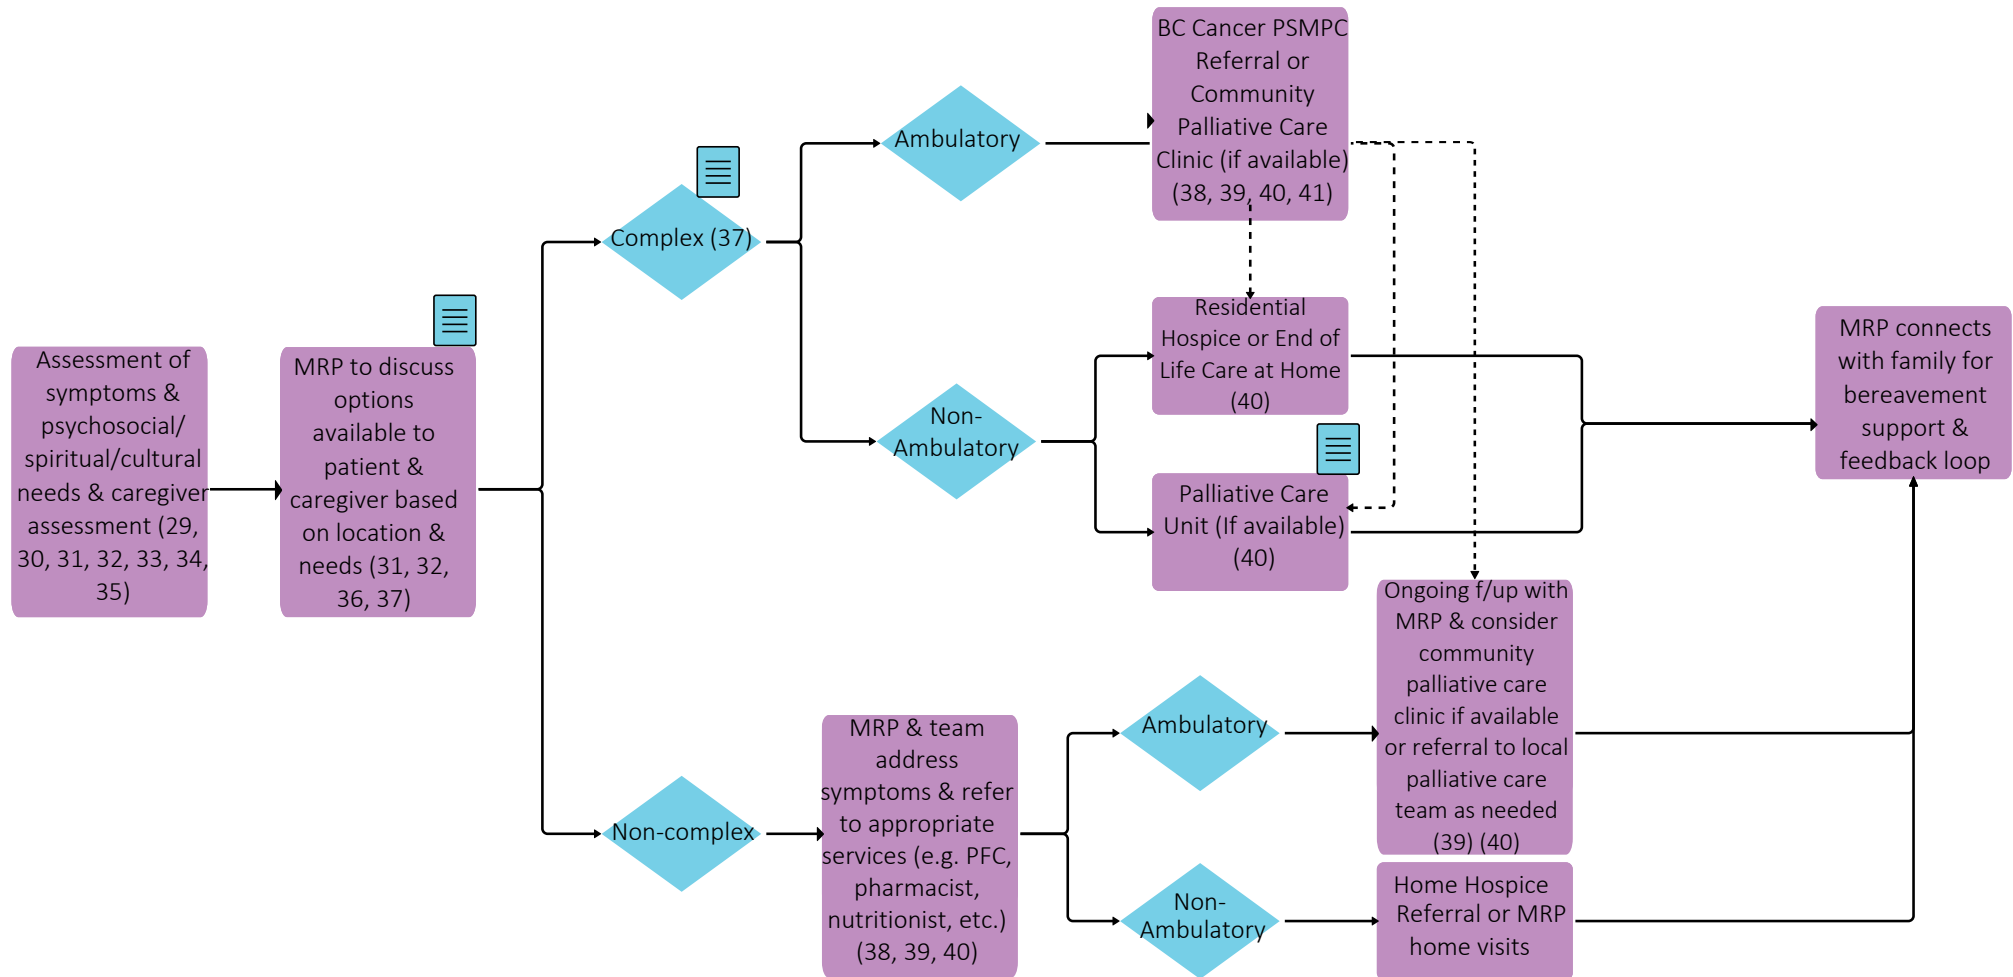 Assessment of
symptoms &
psychosocial/
spiritual/cultural
needs & caregiver
assessment (29,
30, 31, 32, 33, 34,
35)
MRP to discuss
options
available to
patient &
caregiver based
on location &
needs (31, 32,
36, 37)
Complex (37)
Ambulatory
BC Cancer PSMPC
Referral or
Community
Palliative Care
Clinic (if available)
(38, 39, 40, 41)
Non-
Ambulatory
Residential
Hospice or End of
Life Care at Home
(40)
Palliative Care
Unit (If available)
(40)
Non-complex
MRP & team
address
symptoms & refer
to appropriate
services (e.g. PFC,
pharmacist,
nutritionist, etc.)
(38, 39, 40)
Ambulatory
Ongoing f/up with
MRP & consider
community
palliative care
clinic if available
or referral to local
palliative care
team as needed
(39) (40)
Non-
Ambulatory
Home Hospice
Referral or MRP
home visits
MRP connects
with family for
bereavement
support &
feedback loop